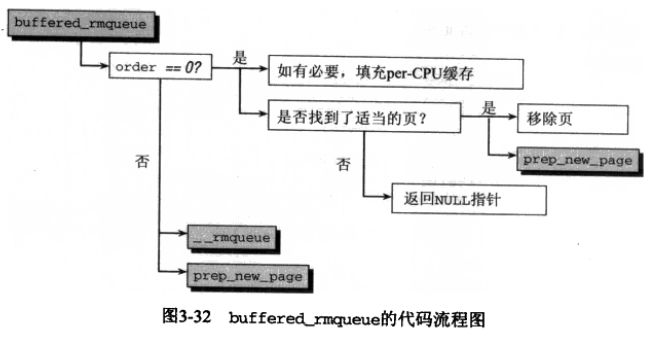 buffered_rmqueue
order == 0?
是
如有必要，填充per-CPU缓存
是否找到了适当的页？
是
移除页
prep_new_page
否
否
返回NULL指针
__rmqueue
prep_new_page
图3-32 buffered_rmqueue的代码流程图